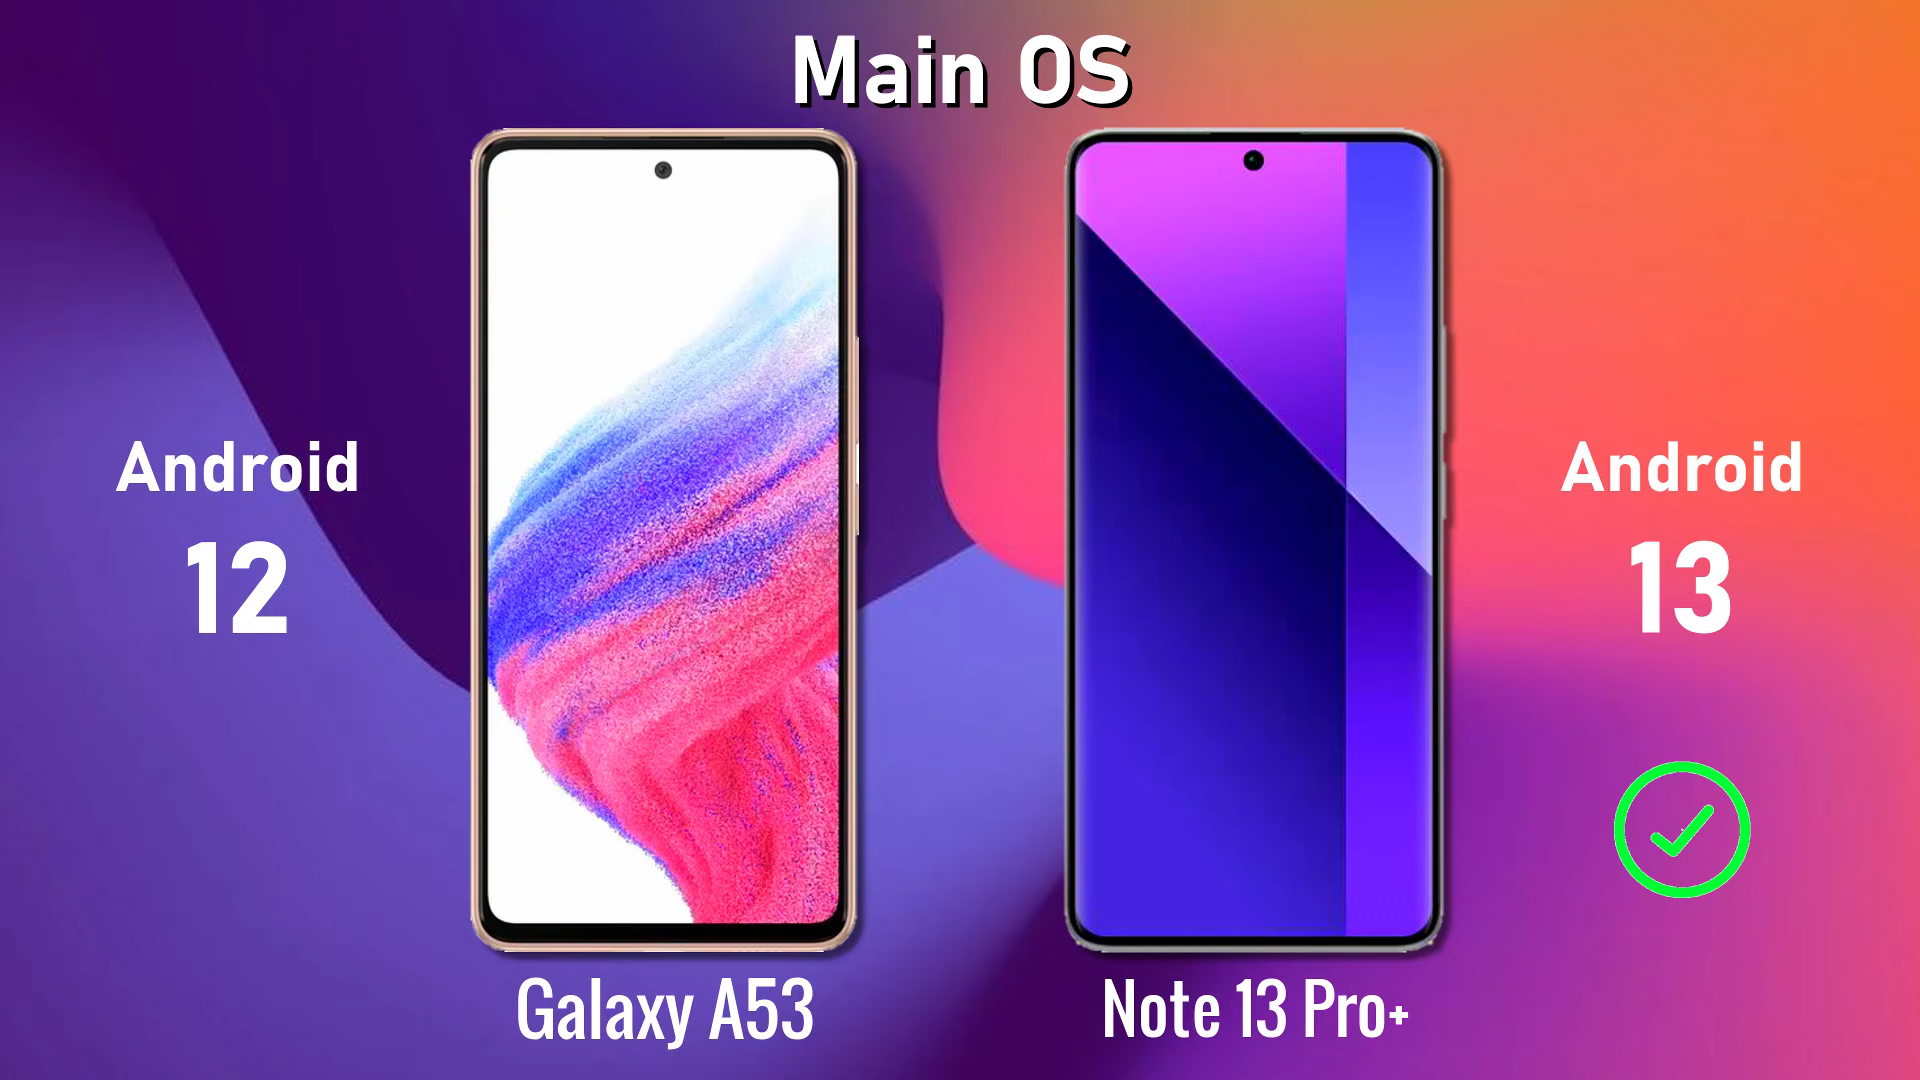 Main OS
Android
12
Android
13
Galaxy A53
Note 13 Pro+